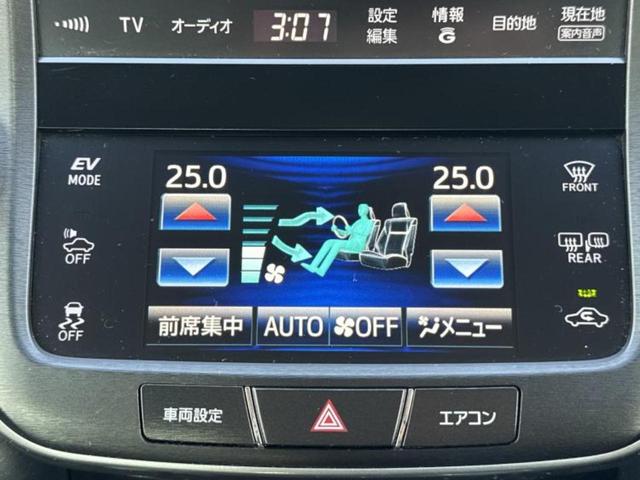 TV オーディオ 3:07 設定編集 情報G 目的地 現在地 案内音声
EV MODE 25.0 25.0 FRONT
OFF REAR
OFF 前席集中 AUTO OFF メニュー
車両設定 エアコン